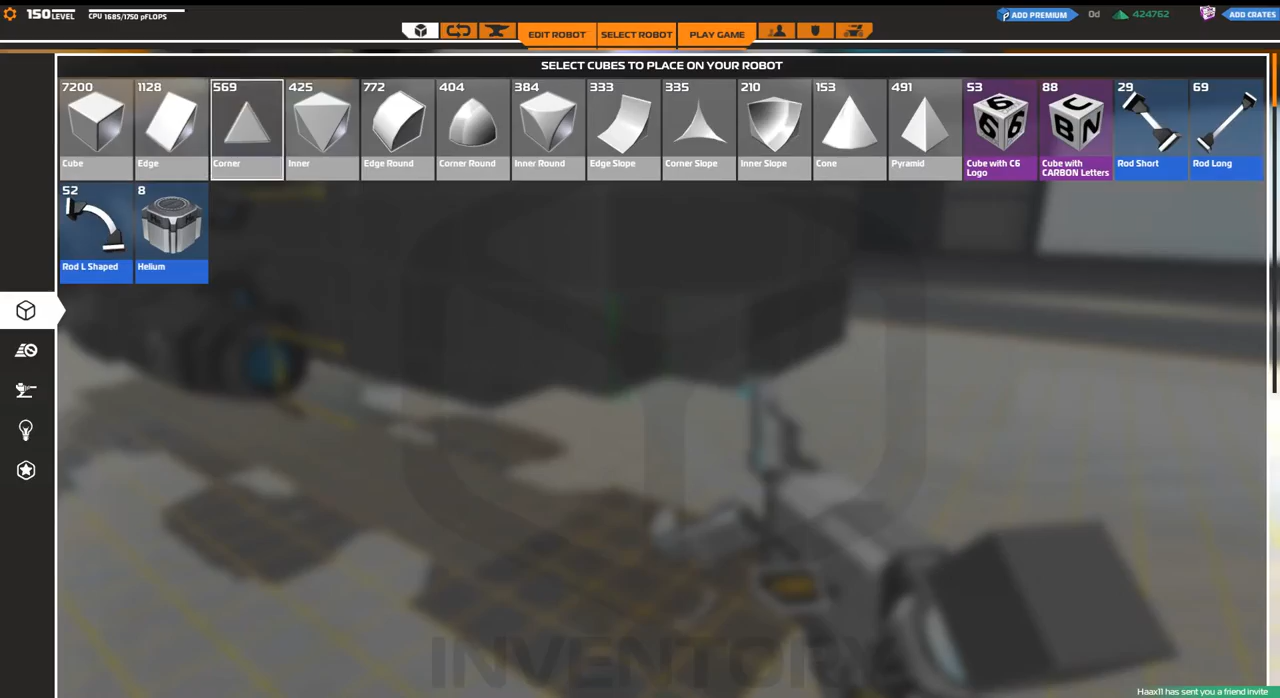 150 LEVEL
CPU 1685/1750 pFLOPS
EDIT ROBOT
SELECT ROBOT
PLAY GAME
ADD PREMIUM
0d
424762
ADD CRATES
SELECT CUBES TO PLACE ON YOUR ROBOT
7200
1128
569
425
772
404
384
333
335
210
153
491
53
88
29
69
Cube
Edge
Corner
Inner
Edge Round
Corner Round
Inner Round
Edge Slope
Corner Slope
Inner Slope
Cone
Pyramid
Cube with C6
Logo
Cube with
CARBON Letters
Rod Short
Rod Long
6
6 6
C
BN
52
8
Rod L Shaped
Helium
INVENTORY
Haax11 has sent you a friend invite